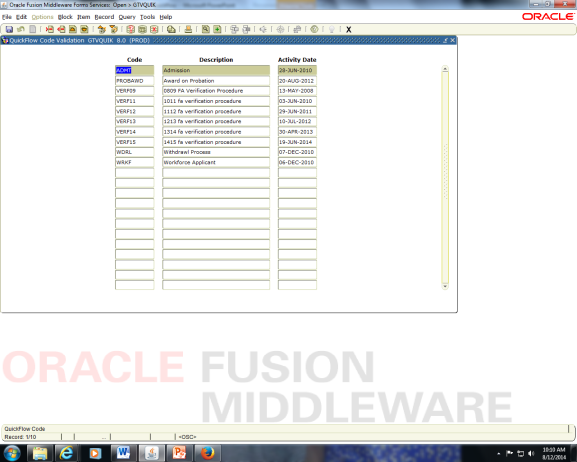 Oracle Fusion Middleware Forms Services: Open > GTVQUIK
File Edit Options Block Item Record Query Tools Help
ORACLE
X
QuickFlow Code Validation GTVQUIK 8.0 (PROD)
Code Description Activity Date
ADMT Admission 28-JUN-2010
PROBAWD Award on Probation 20-AUG-2012
VERF09 0809 FA Verification Procedure 13-MAY-2008
VERF11 1011 fa verification procedure 03-JUN-2010
VERF12 1112 fa verification procedure 29-JUN-2011
VERF13 1213 fa verification procedure 10-JUL-2012
VERF14 1314 fa verification procedure 30-APR-2013
VERF15 1415 fa verification procedure 19-JUN-2014
WDRL Withdrawl Process 07-DEC-2010
WRKF Workforce Applicant 06-DEC-2010
ORACLE FUSION
MIDDLEWARE
QuickFlow Code
Record: 1/10 ... <OSC>
10:10 AM
8/12/2014